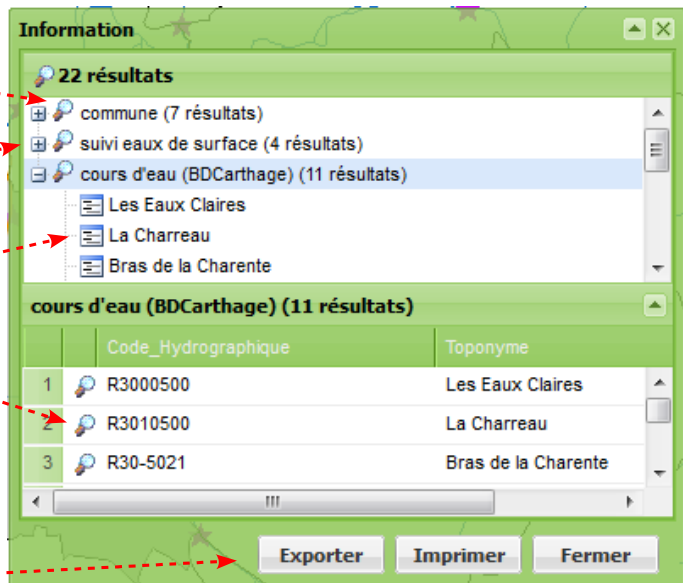 Information
22 résultats
commune (7 résultats)
suivi eaux de surface (4 résultats)
cours d'eau (BDCarthage) (11 résultats)
Les Eaux Claires
La Charreau
Bras de la Charente
cours d'eau (BDCarthage) (11 résultats)
Code_Hydrographique Toponyme
1 R3000500 Les Eaux Claires
2 R3010500 La Charreau
3 R30-5021 Bras de la Charente
Exporter Imprimer Fermer